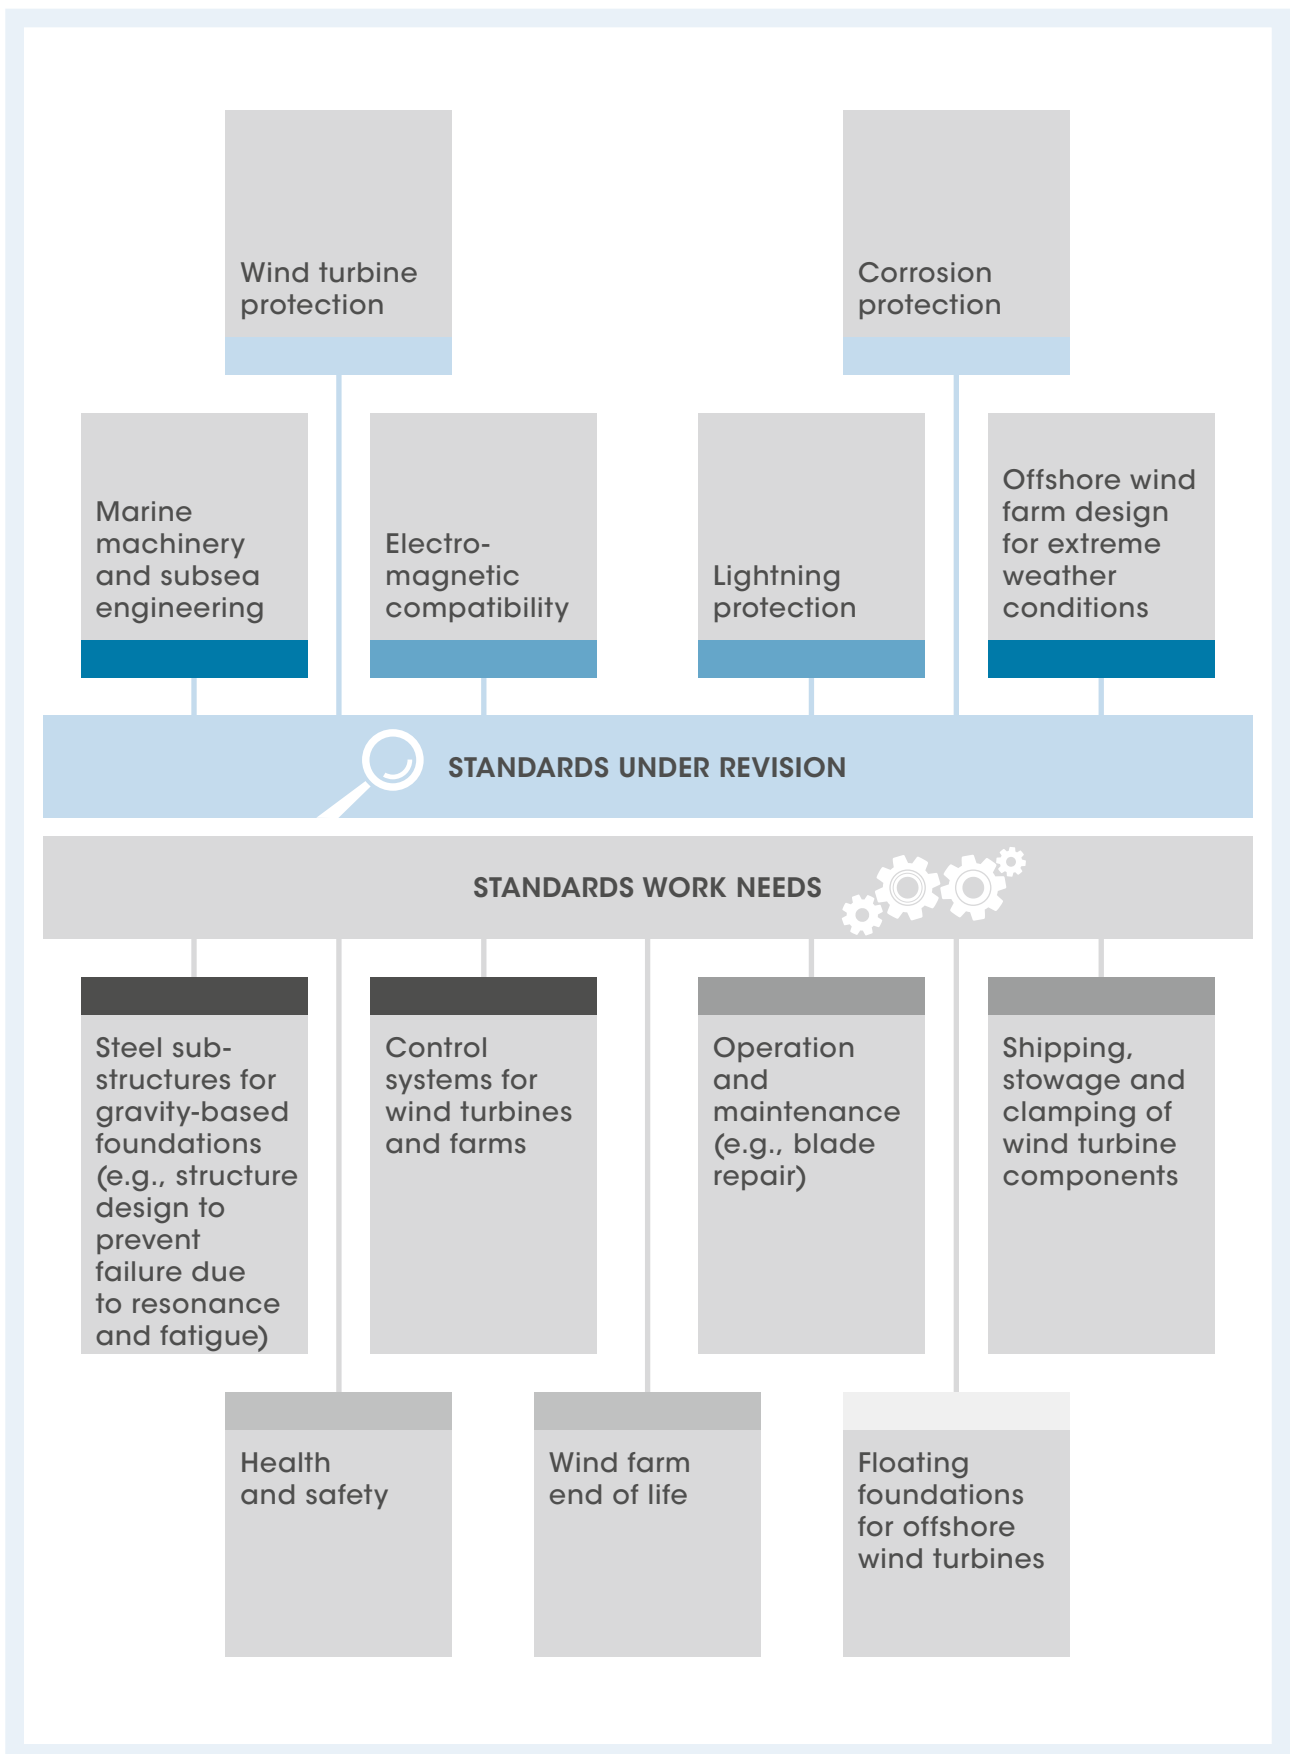 Wind turbine
protection
Corrosion
protection
Marine
machinery
and subsea
engineering
Electro-
magnetic
compatibility
Lightning
protection
Offshore wind
farm design
for extreme
weather
conditions
STANDARDS UNDER REVISION
STANDARDS WORK NEEDS
Steel sub-
structures for
gravity-based
foundations
(e.g., structure
design to
prevent
failure due
to resonance
and fatigue)
Control
systems for
wind turbines
and farms
Operation
and
maintenance
(e.g., blade
repair)
Shipping,
stowage and
clamping of
wind turbine
components
Health
and safety
Wind farm
end of life
Floating
foundations
for offshore
wind turbines